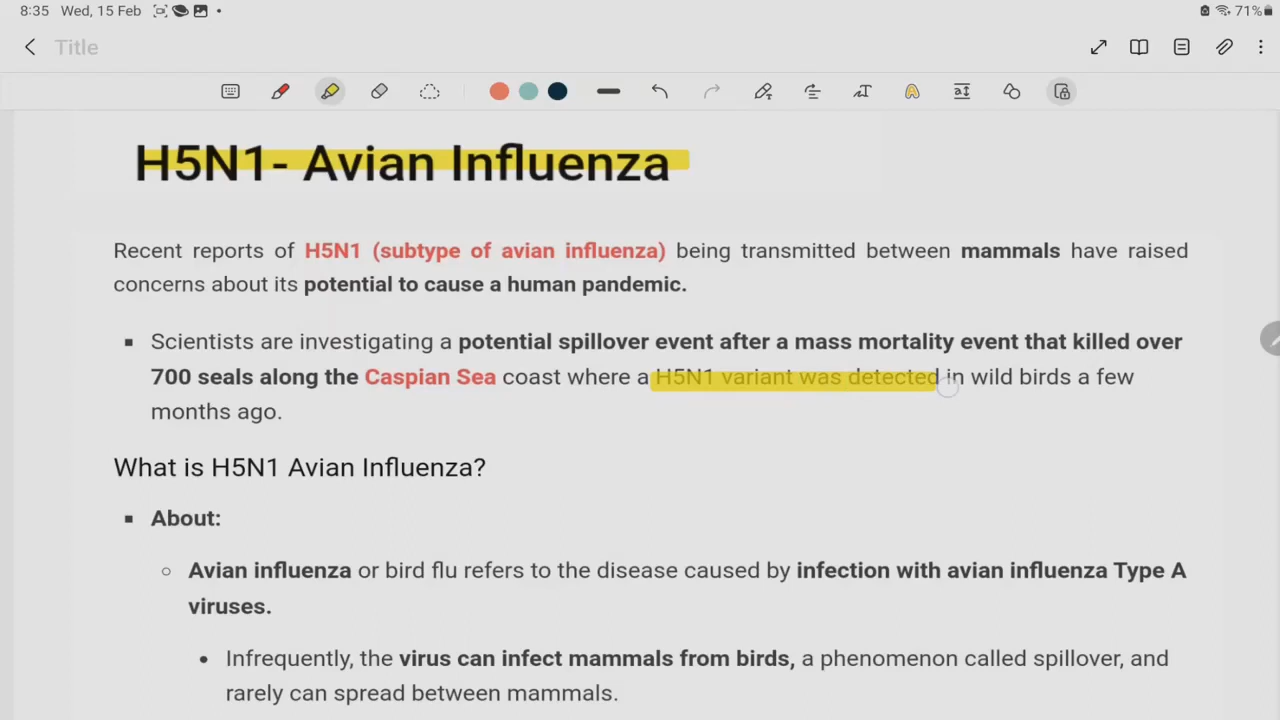 8:35 Wed, 15 Feb 71%
Title
H5N1- Avian Influenza
Recent reports of H5N1 (subtype of avian influenza) being transmitted between mammals have raised
concerns about its potential to cause a human pandemic.
Scientists are investigating a potential spillover event after a mass mortality event that killed over
700 seals along the Caspian Sea coast where a H5N1 variant was detected in wild birds a few
months ago.
What is H5N1 Avian Influenza?
About:
Avian influenza or bird flu refers to the disease caused by infection with avian influenza Type A
viruses.
Infrequently, the virus can infect mammals from birds, a phenomenon called spillover, and
rarely can spread between mammals.